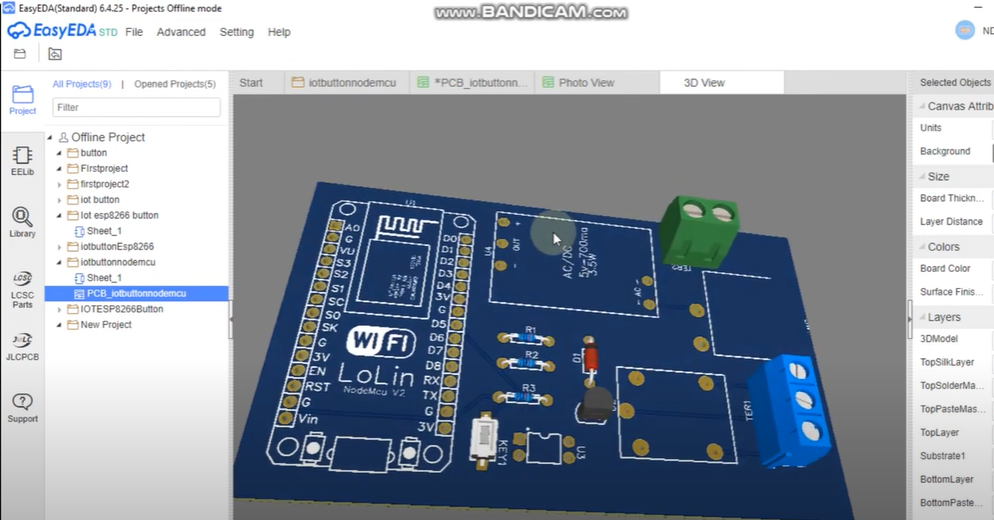 EasyEDA(Standard) 6.4.25 - Projects Offline mode
www.BANDICAM.com
EasyEDA STD File Advanced Setting Help
ND
Project
EELib
Library
LCSC
Parts
JLCPCB
Support
All Projects(9) | Opened Projects(5)
Filter
Offline Project
button
FIrstproject
firstproject2
iot button
Iot esp8266 button
Sheet_1
iotbuttonEsp8266
iotbuttonnodemcu
Sheet_1
PCB_iotbuttonnodemcu
IOTESP8266Button
New Project
Start
iotbuttonnodemcu
*PCB_iotbuttonn...
Photo View
3D View
U1
A0
G
VU
S3
S2
S1
SC
SO
SK
G
3V
EN
RST
G
Vin
D0
D1
D2
D3
D4
3V
G
D5
D6
D7
D8
RX
TX
G
3V
WiFi
LoLin
NodeMcu V2
U4
+
OUT
-
AC/DC
5v=700ma
3.5W
- AC -
R1
R2
R3
D1
KEY1
U3
TER2
TER1
Selected Objects
Canvas Attrib
Units
Background
Size
Board Thickn...
Layer Distance
Colors
Board Color
Surface Finis...
Layers
3DModel
TopSilkLayer
TopSolderMa...
TopPasteMas...
TopLayer
Substrate1
BottomLayer
BottomPaste...